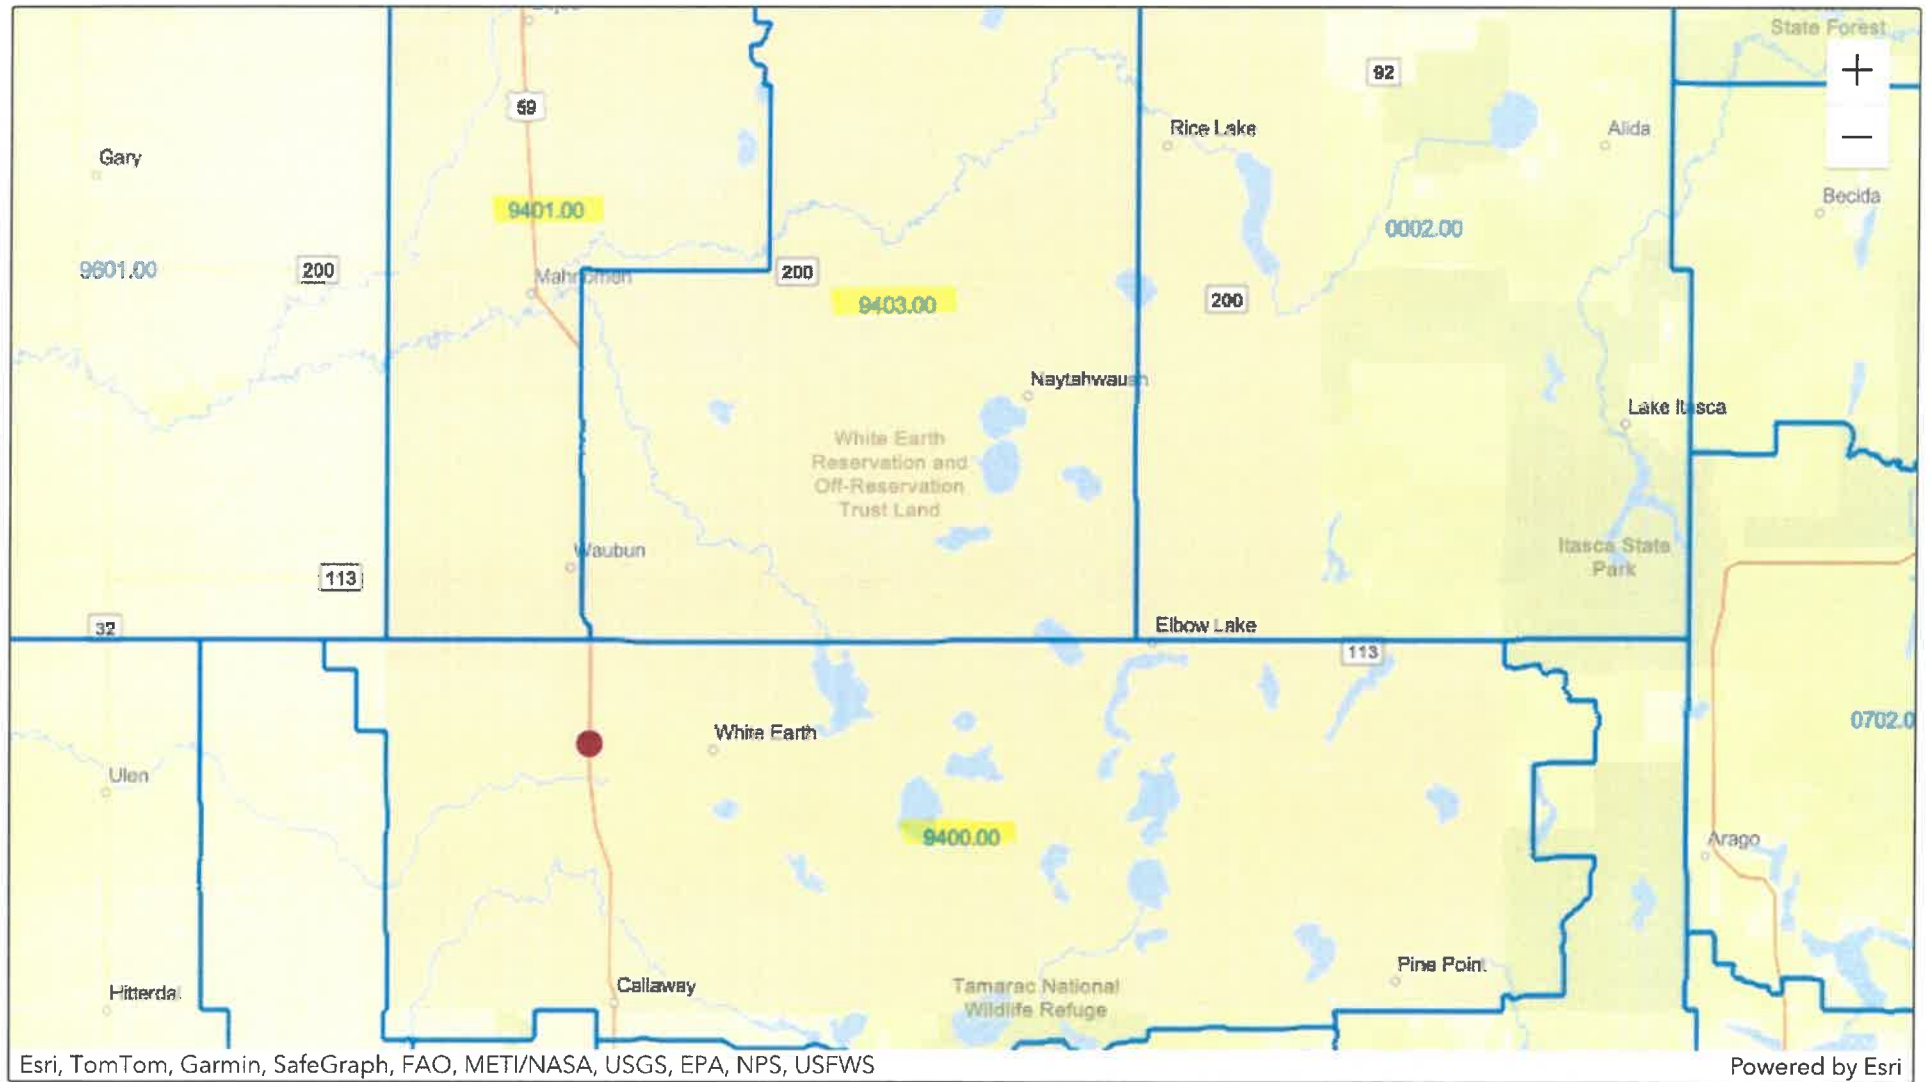 State Forest
92
59
Rice Lake
Alida
Gary
Becida
9401.00
0002.00
9601.00
200
Mahnomen
200
200
9403.00
Naytahwaush
Lake Itasca
White Earth
Reservation and
Off-Reservation
Trust Land
Waubun
Itasca State
Park
113
32
Elbow Lake
113
0702.0
White Earth
Ulen
9400.00
Arago
Pine Point
Callaway
Hitterdal
Tamarac National
Wildlife Refuge
Esri, TomTom, Garmin, SafeGraph, FAO, METI/NASA, USGS, EPA, NPS, USFWS
Powered by Esri